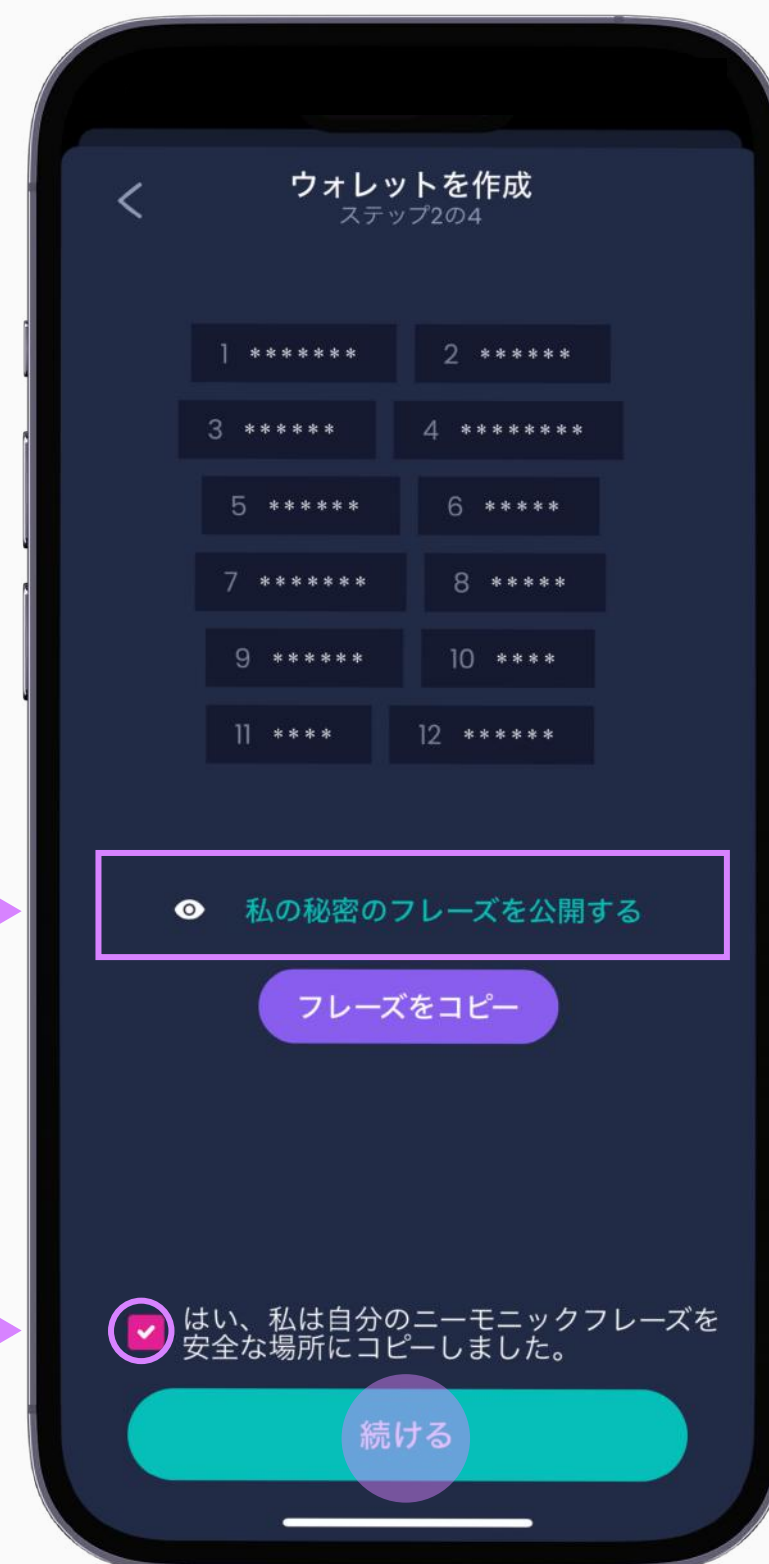 ウォレットを作成
ステップ2の4
1 ******* 2 ******
3 ****** 4 ********
5 ****** 6 *****
7 ******* 8 *****
9 ****** 10 ****
11 **** 12 ******
私の秘密のフレーズを公開する
フレーズをコピー
はい、私は自分のニーモニックフレーズを
安全な場所にコピーしました。
続ける